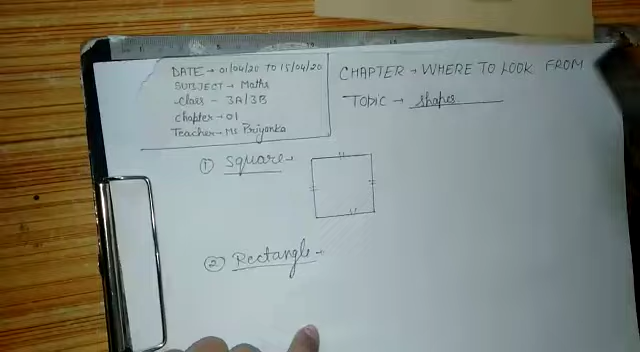 DATE → 01/04/20 TO 15/04/20
SUBJECT → Maths
class - 3A/3B
Chapter → 01
Teacher → Ms Priyanka
CHAPTER → WHERE TO LOOK FROM
TOPIC → shapes
① Square →
② Rectangle →